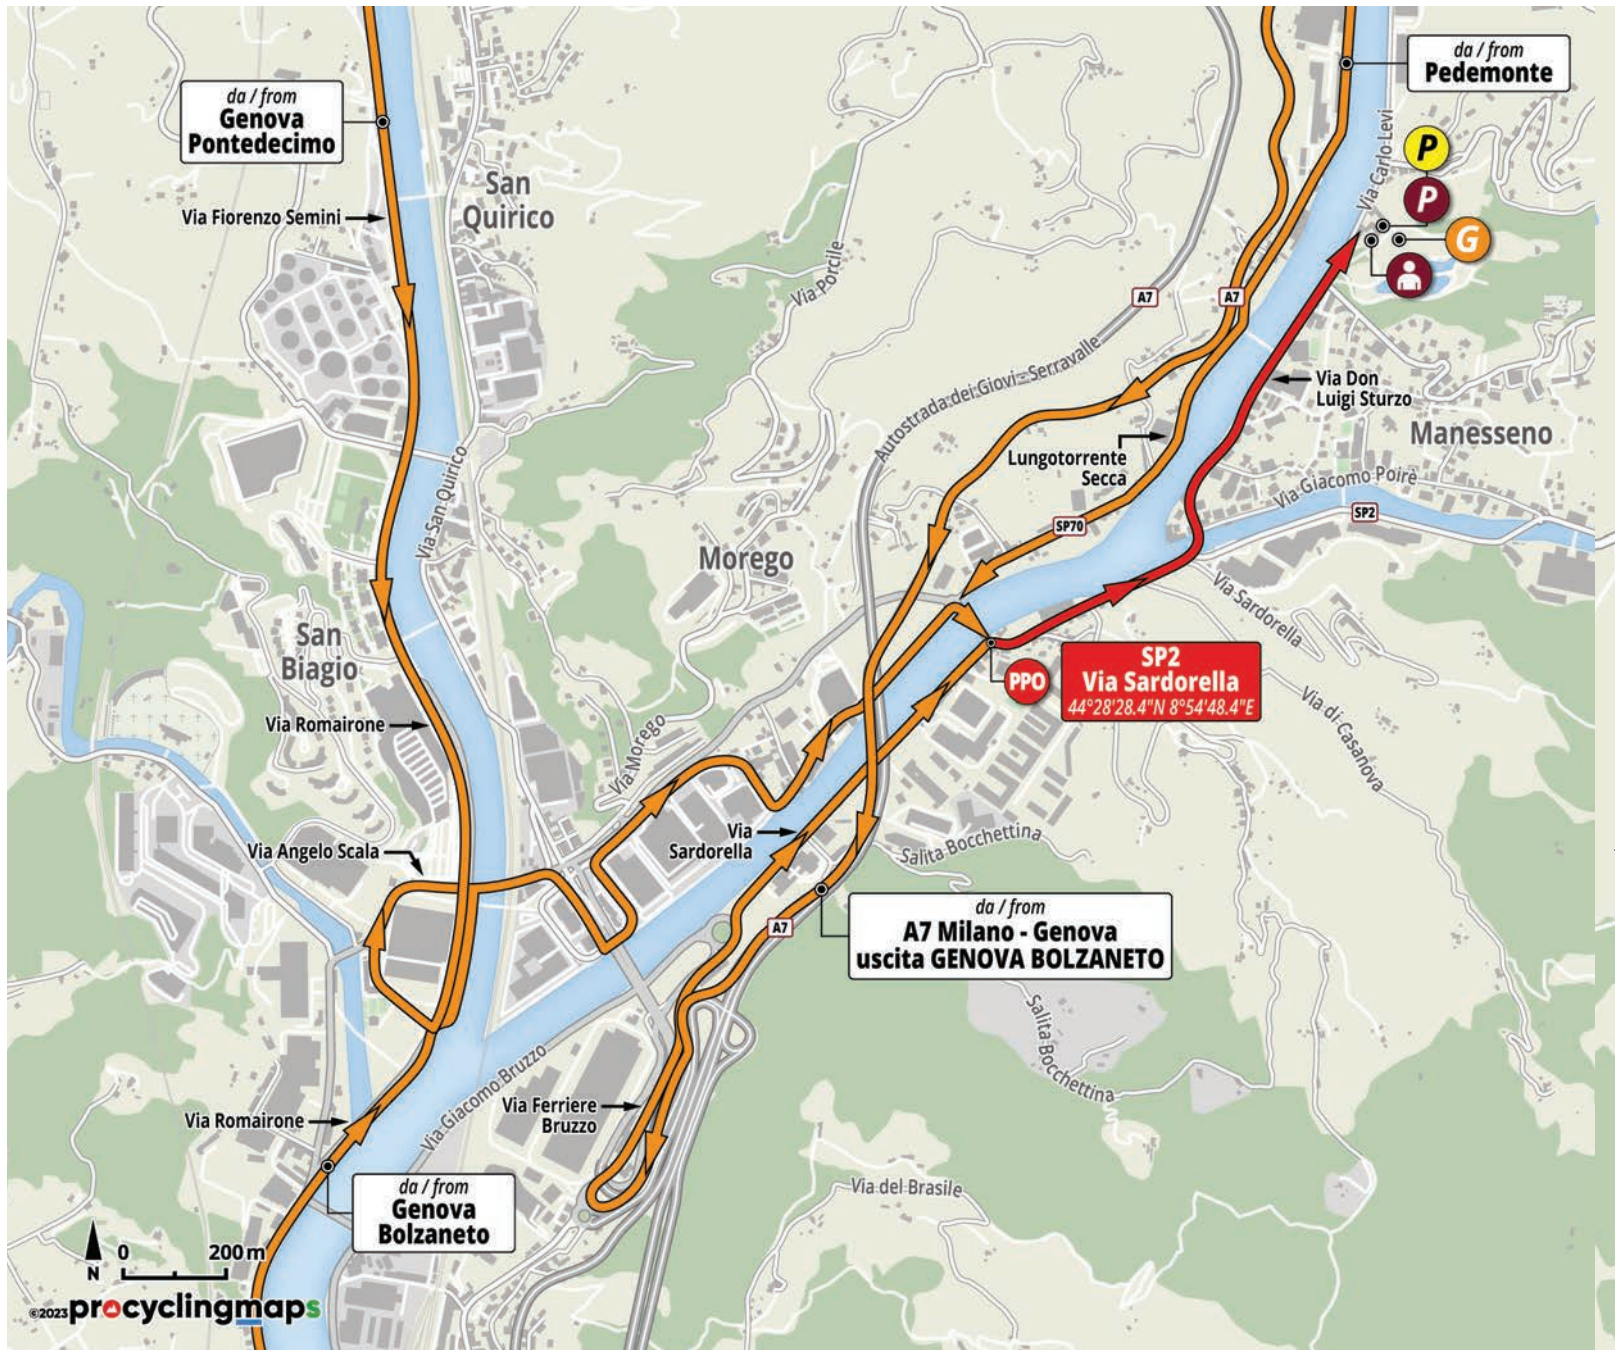 da / from
Pedemonte
da / from
Genova
Pontedecimo
Via Carlo Levi
P
P
G
San
Quirico
Via Fiorenzo Semini
Via Porcile
A7
A7
Autostrada dei Giovi - Serravalle
Via Don
Luigi Sturzo
Manesseno
Lungotorrente
Secca
Via Giacomo Poirè
SP2
SP70
Via San Quirico
Morego
Via Sardorella
San
Biagio
PPO
SP2
Via Sardorella
44°28'28.4"N 8°54'48.4"E
Via di Casanova
Via Romairone
Via Morego
Via
Sardorella
Salita Bocchettina
Via Angelo Scala
A7
da / from
A7 Milano - Genova
uscita GENOVA BOLZANETO
Salita Bocchettina
Via Giacomo Bruzzo
Via Ferriere
Bruzzo
Via Romairone
da / from
Genova
Bolzaneto
Via del Brasile
N
0 200 m
©2023 procyclingmaps